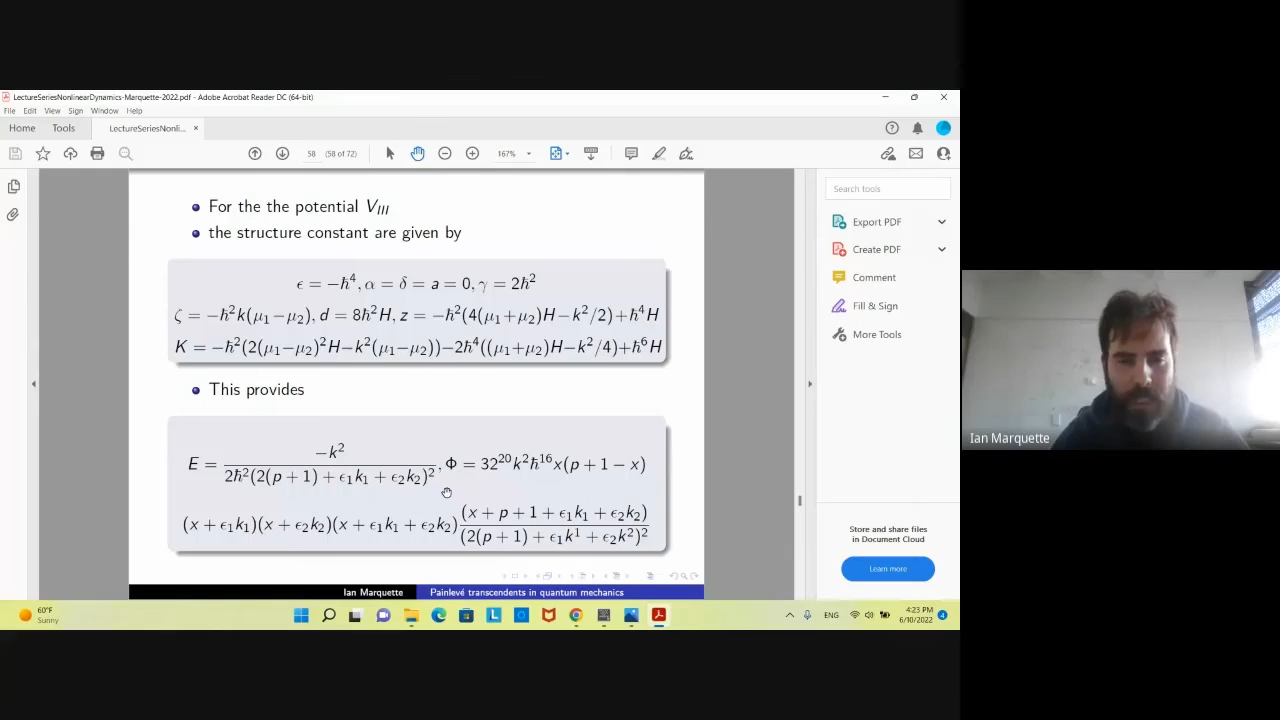 LectureSeriesNonlinearDynamics-Marquette-2022.pdf - Adobe Acrobat Reader DC (64-bit)
File Edit View Sign Window Help
Home Tools LectureSeriesNonli... ×
58 (58 of 72) 167%
Search tools
Export PDF
Create PDF
Comment
Fill & Sign
More Tools
Store and share files
in Document Cloud
Learn more
For the the potential V_{III}
the structure constant are given by
ϵ = −ħ⁴, α = δ = a = 0, γ = 2ħ²
ζ = −ħ²k(μ₁−μ₂), d = 8ħ²H, z = −ħ²(4(μ₁+μ₂)H−k²/2)+ħ⁴H
K = −ħ²(2(μ₁−μ₂)²H−k²(μ₁−μ₂))−2ħ⁴((μ₁+μ₂)H−k²/4)+ħ⁶H
This provides
E = −k² / (2ħ²(2(p+1) + ϵ₁k₁ + ϵ₂k₂)²), Φ = 32²⁰k²ħ¹⁶x(p + 1 − x)
(x + ϵ₁k₁)(x + ϵ₂k₂)(x + ϵ₁k₁ + ϵ₂k₂) (x + p + 1 + ϵ₁k₁ + ϵ₂k₂) / (2(p+1) + ϵ₁k¹ + ϵ₂k²)²
Ian Marquette Painlevé transcendents in quantum mechanics
60°F
Sunny
ENG
4:23 PM
6/10/2022
4
Ian Marquette